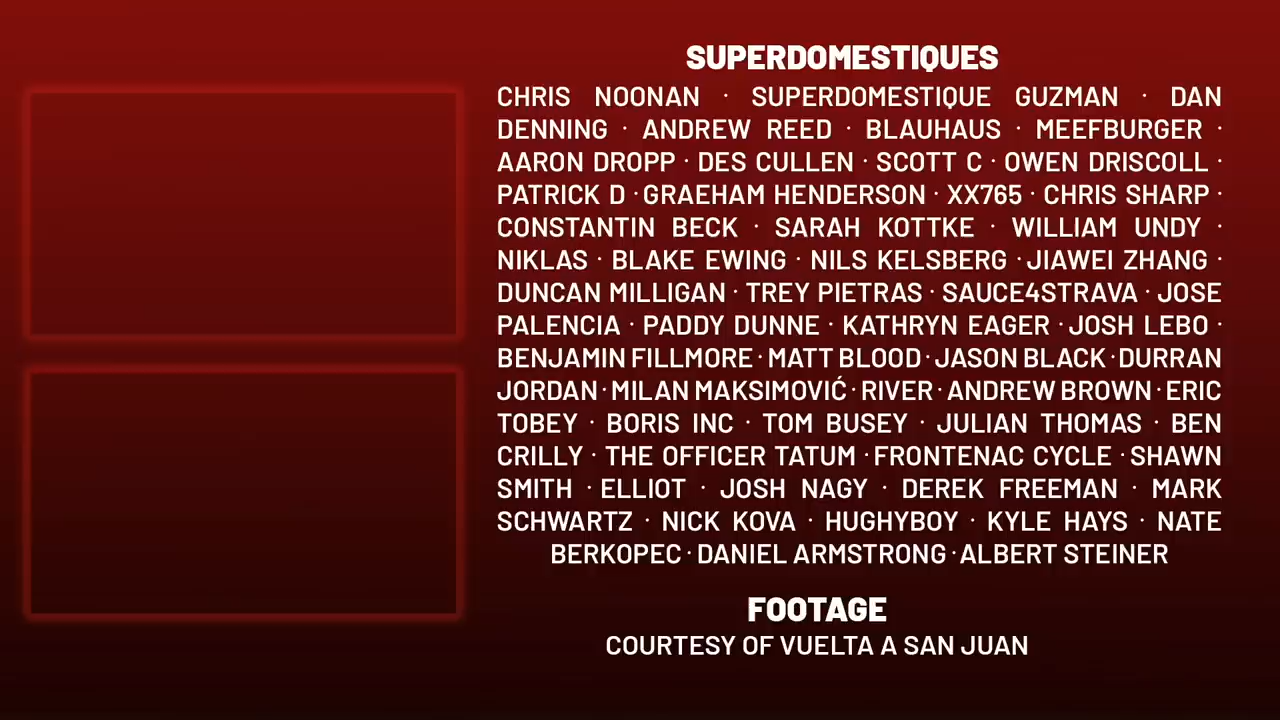 SUPERDOMESTIQUES
CHRIS NOONAN · SUPERDOMESTIQUE GUZMAN · DAN
DENNING · ANDREW REED · BLAUHAUS · MEEFBURGER ·
AARON DROPP · DES CULLEN · SCOTT C · OWEN DRISCOLL ·
PATRICK D · GRAEHAM HENDERSON · XX765 · CHRIS SHARP ·
CONSTANTIN BECK · SARAH KOTTKE · WILLIAM UNDY ·
NIKLAS · BLAKE EWING · NILS KELSBERG · JIAWEI ZHANG ·
DUNCAN MILLIGAN · TREY PIETRAS · SAUCE4STRAVA · JOSE
PALENCIA · PADDY DUNNE · KATHRYN EAGER · JOSH LEBO ·
BENJAMIN FILLMORE · MATT BLOOD · JASON BLACK · DURRAN
JORDAN · MILAN MAKSIMOVIĆ · RIVER · ANDREW BROWN · ERIC
TOBEY · BORIS INC · TOM BUSEY · JULIAN THOMAS · BEN
CRILLY · THE OFFICER TATUM · FRONTENAC CYCLE · SHAWN
SMITH · ELLIOT · JOSH NAGY · DEREK FREEMAN · MARK
SCHWARTZ · NICK KOVA · HUGHYBOY · KYLE HAYS · NATE
BERKOPEC · DANIEL ARMSTRONG · ALBERT STEINER
FOOTAGE
COURTESY OF VUELTA A SAN JUAN